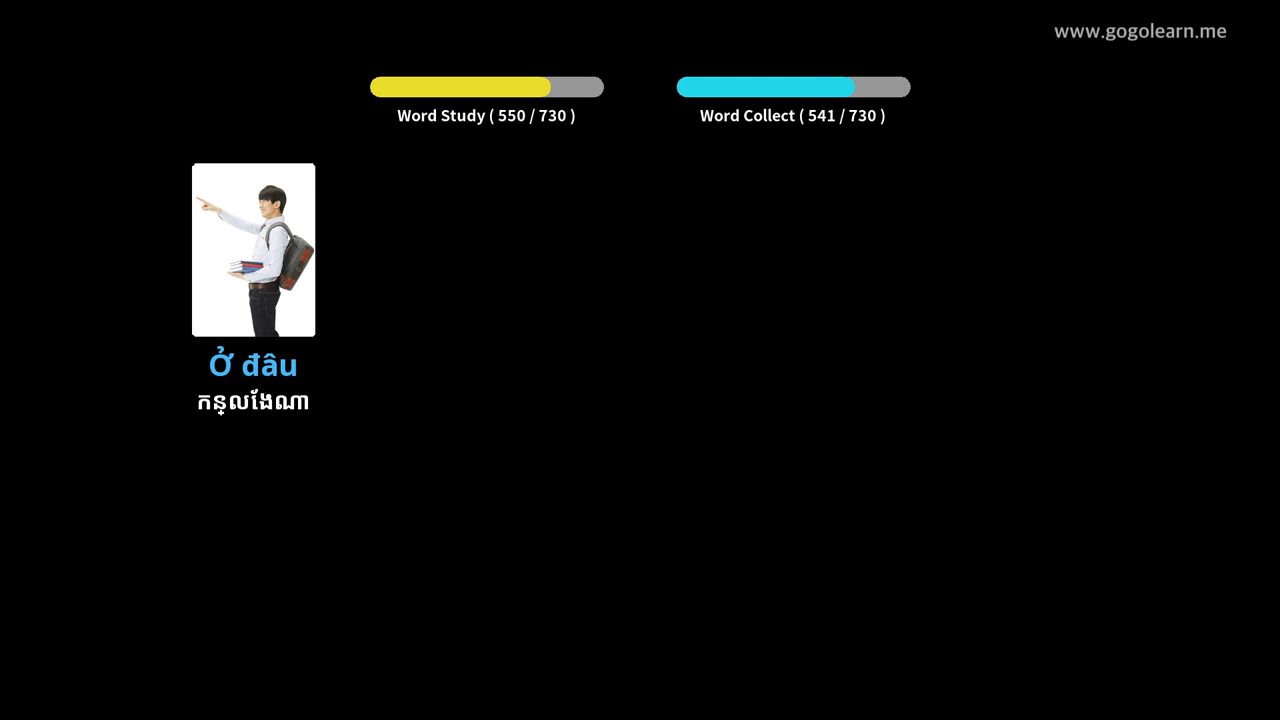 www.gogolearn.me
Word Study ( 550 / 730 )
Word Collect ( 541 / 730 )
Ở đâu
កន្លងែណា